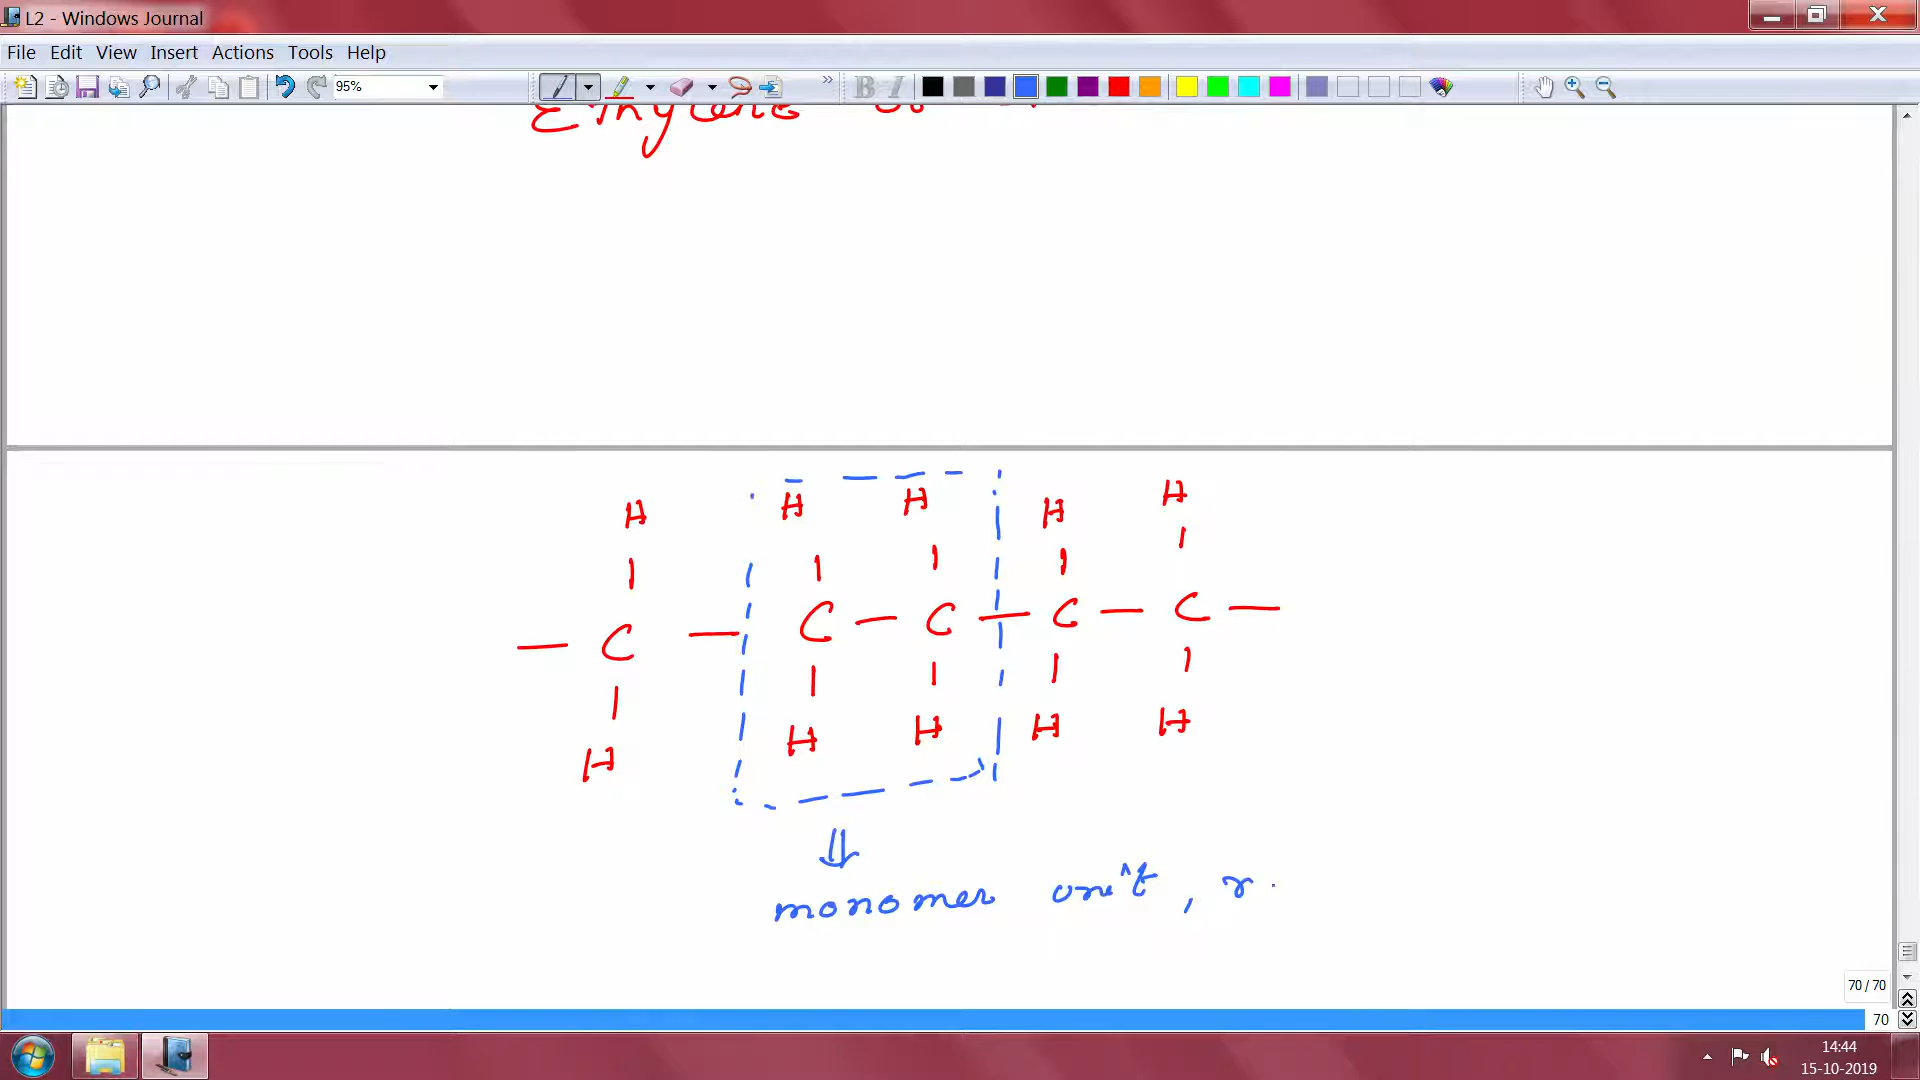 L2 - Windows Journal
File Edit View Insert Actions Tools Help
95% B I
Ethylene
H H H H H
— C — C — C — C — C —
H H H H H
⇓
monomer unit, r
70 / 70
70
14:44
15-10-2019